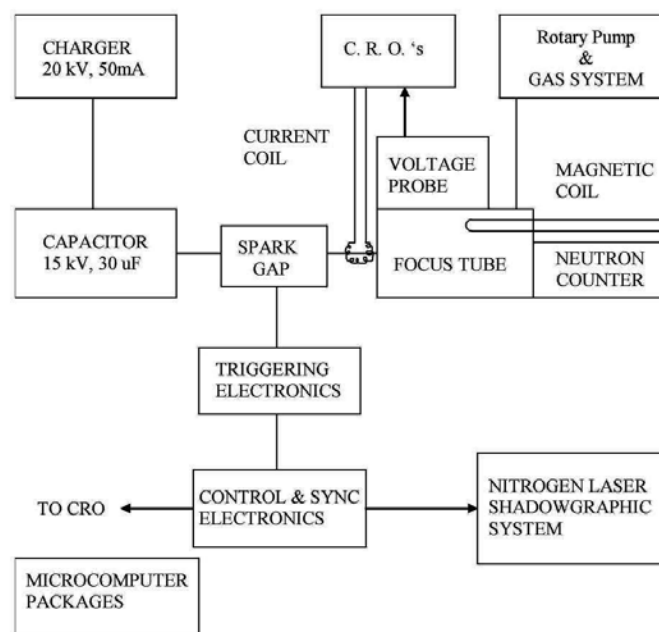 CHARGER
20 kV, 50mA
C. R. O. ‘s
Rotary Pump
&
GAS SYSTEM
CURRENT
COIL
VOLTAGE
PROBE
MAGNETIC
COIL
CAPACITOR
15 kV, 30 uF
SPARK
GAP
FOCUS TUBE
NEUTRON
COUNTER
TRIGGERING
ELECTRONICS
TO CRO
CONTROL & SYNC
ELECTRONICS
NITROGEN LASER
SHADOWGRAPHIC
SYSTEM
MICROCOMPUTER
PACKAGES